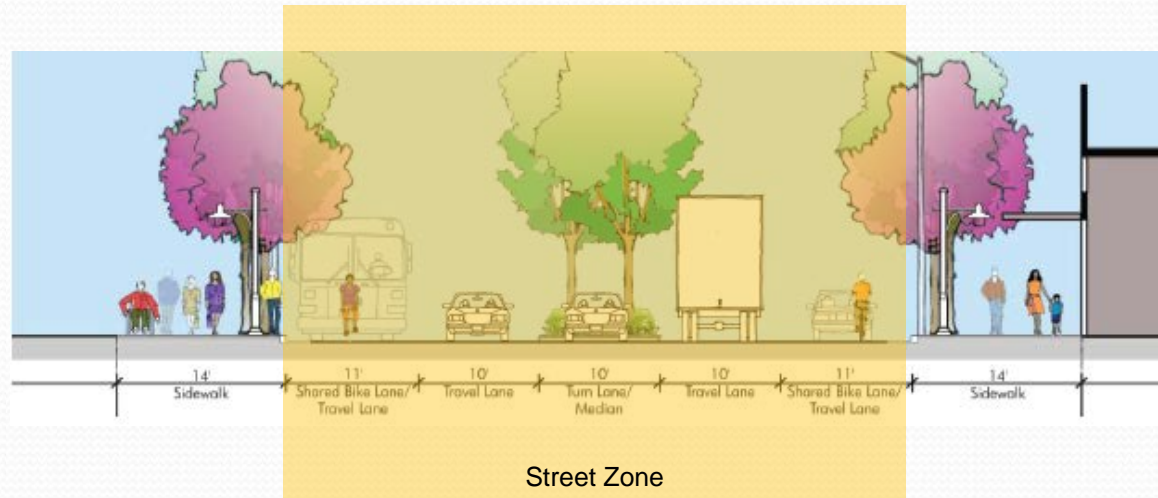 14' 11' 10' 10' 10' 11' 14'
Sidewalk Shared Bike Lane/ Travel Lane Turn Lane/ Travel Lane Shared Bike Lane/ Sidewalk
Travel Lane Median Travel Lane
Street Zone